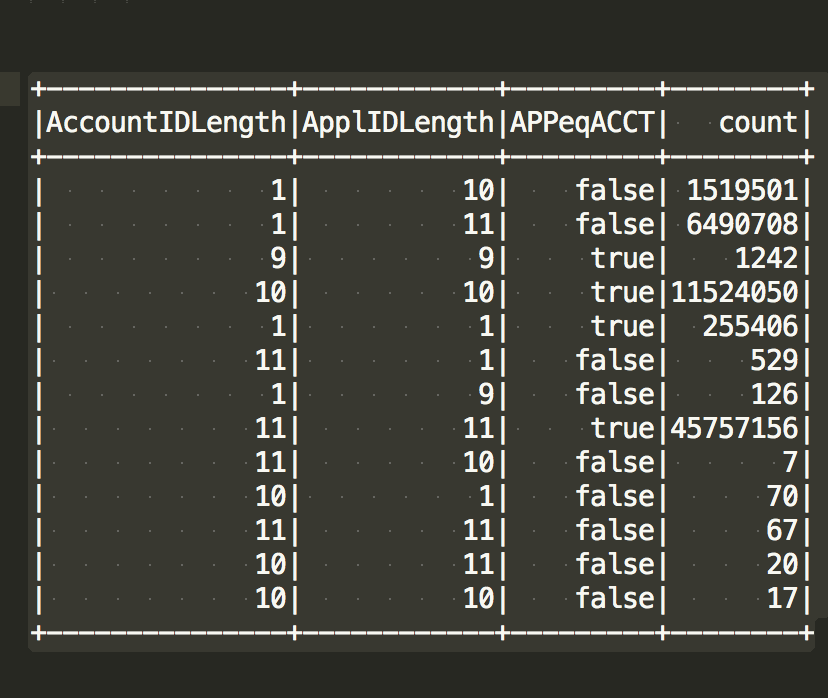 +---------------+------------+---------+--------+
|AccountIDLength|ApplIDLength|APPeqACCT|   count|
+---------------+------------+---------+--------+
|              1|          10|    false| 1519501|
|              1|          11|    false| 6490708|
|              9|           9|     true|    1242|
|             10|          10|     true|11524050|
|              1|           1|     true|  255406|
|             11|           1|    false|     529|
|              1|           9|    false|     126|
|             11|          11|     true|45757156|
|             11|          10|    false|       7|
|             10|           1|    false|      70|
|             11|          11|    false|      67|
|             10|          11|    false|      20|
|             10|          10|    false|      17|
+---------------+------------+---------+--------+